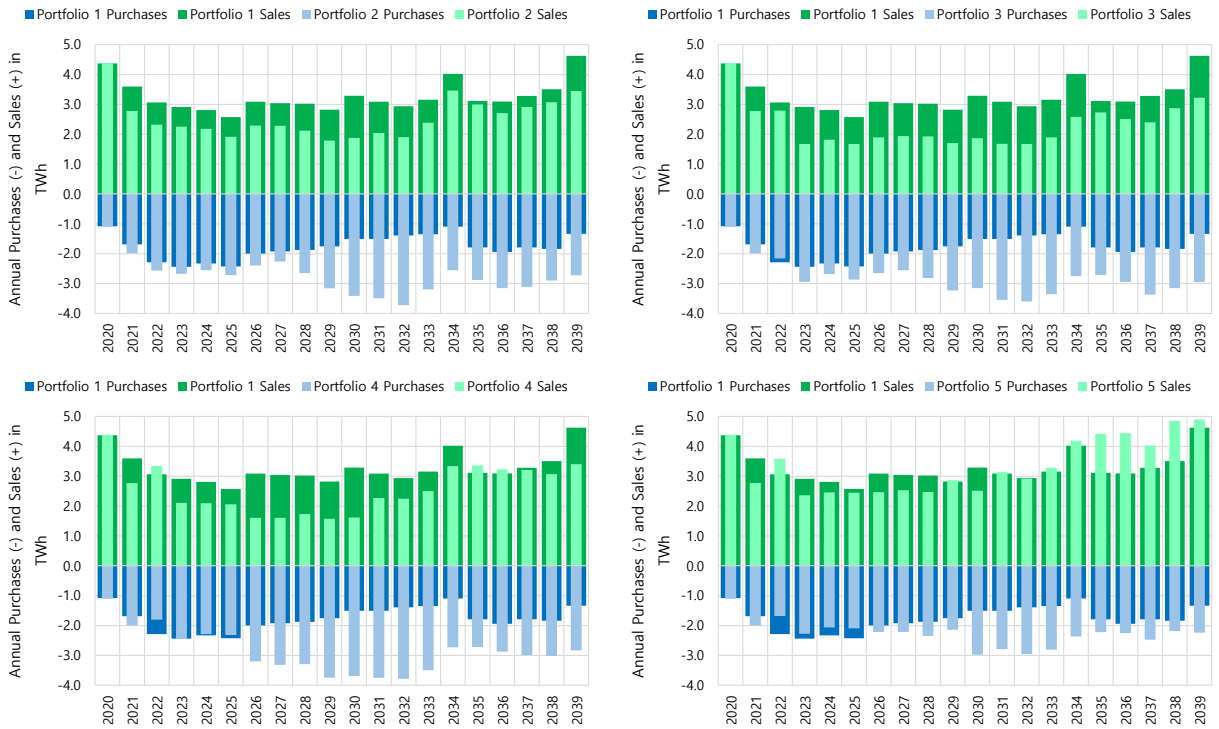 Portfolio 1 Purchases Portfolio 1 Sales Portfolio 2 Purchases Portfolio 2 Sales
Annual Purchases (-) and Sales (+) in
TWh
5.0
4.0
3.0
2.0
1.0
0.0
-1.0
-2.0
-3.0
-4.0
2020 2021 2022 2023 2024 2025 2026 2027 2028 2029 2030 2031 2032 2033 2034 2035 2036 2037 2038 2039
Portfolio 1 Purchases Portfolio 1 Sales Portfolio 3 Purchases Portfolio 3 Sales
Annual Purchases (-) and Sales (+) in
TWh
5.0
4.0
3.0
2.0
1.0
0.0
-1.0
-2.0
-3.0
-4.0
2020 2021 2022 2023 2024 2025 2026 2027 2028 2029 2030 2031 2032 2033 2034 2035 2036 2037 2038 2039
Portfolio 1 Purchases Portfolio 1 Sales Portfolio 4 Purchases Portfolio 4 Sales
Annual Purchases (-) and Sales (+) in
TWh
5.0
4.0
3.0
2.0
1.0
0.0
-1.0
-2.0
-3.0
-4.0
2020 2021 2022 2023 2024 2025 2026 2027 2028 2029 2030 2031 2032 2033 2034 2035 2036 2037 2038 2039
Portfolio 1 Purchases Portfolio 1 Sales Portfolio 5 Purchases Portfolio 5 Sales
Annual Purchases (-) and Sales (+) in
TWh
5.0
4.0
3.0
2.0
1.0
0.0
-1.0
-2.0
-3.0
-4.0
2020 2021 2022 2023 2024 2025 2026 2027 2028 2029 2030 2031 2032 2033 2034 2035 2036 2037 2038 2039